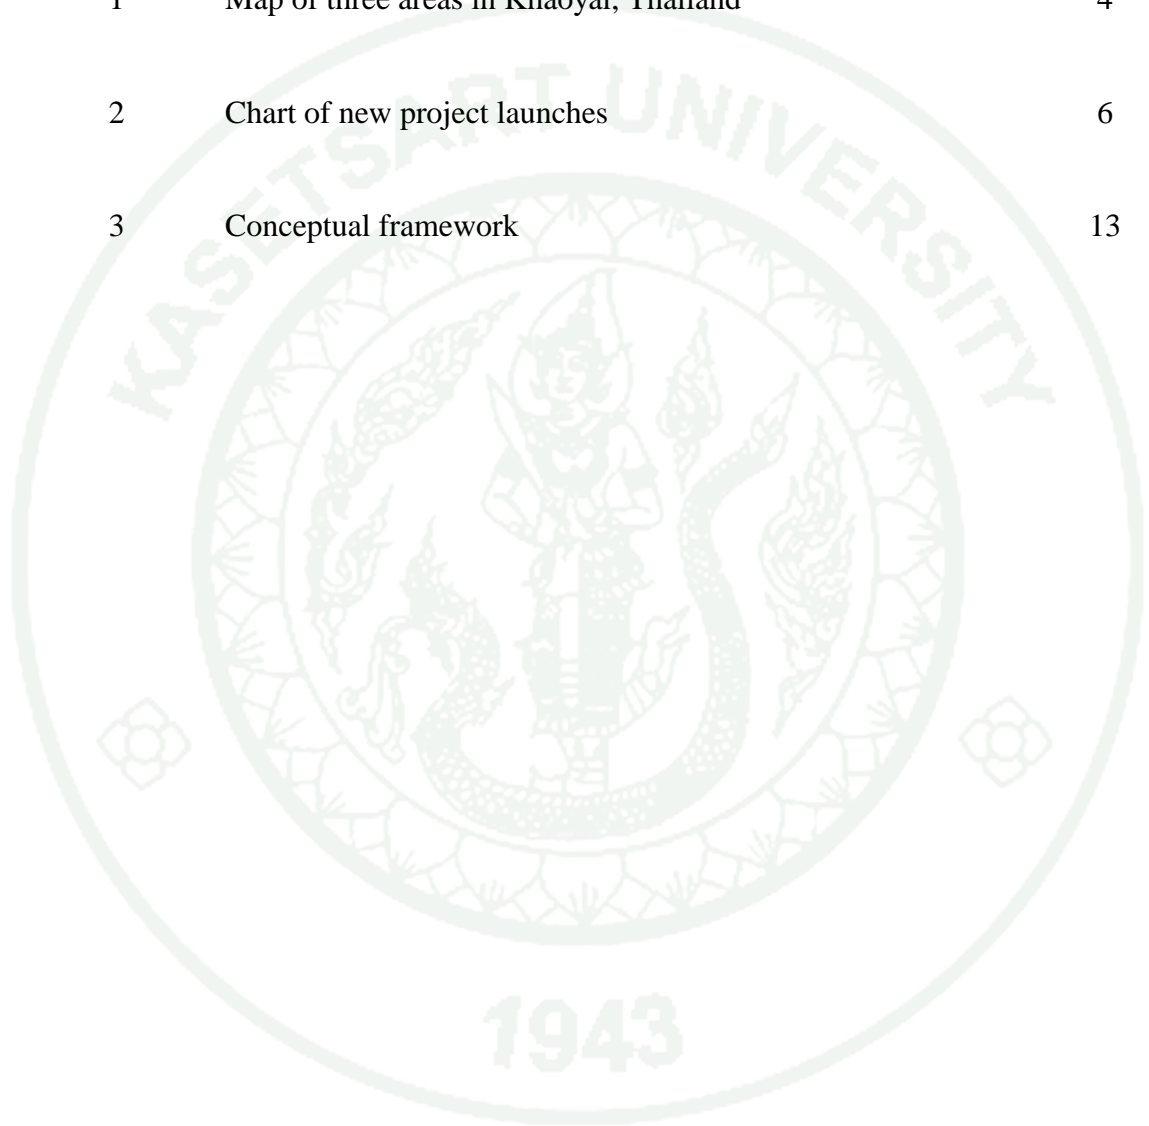 1 Map of three areas in Khaoyai, Thailand 4
2 Chart of new project launches 6
3 Conceptual framework 13
KASETSART UNIVERSITY
1943